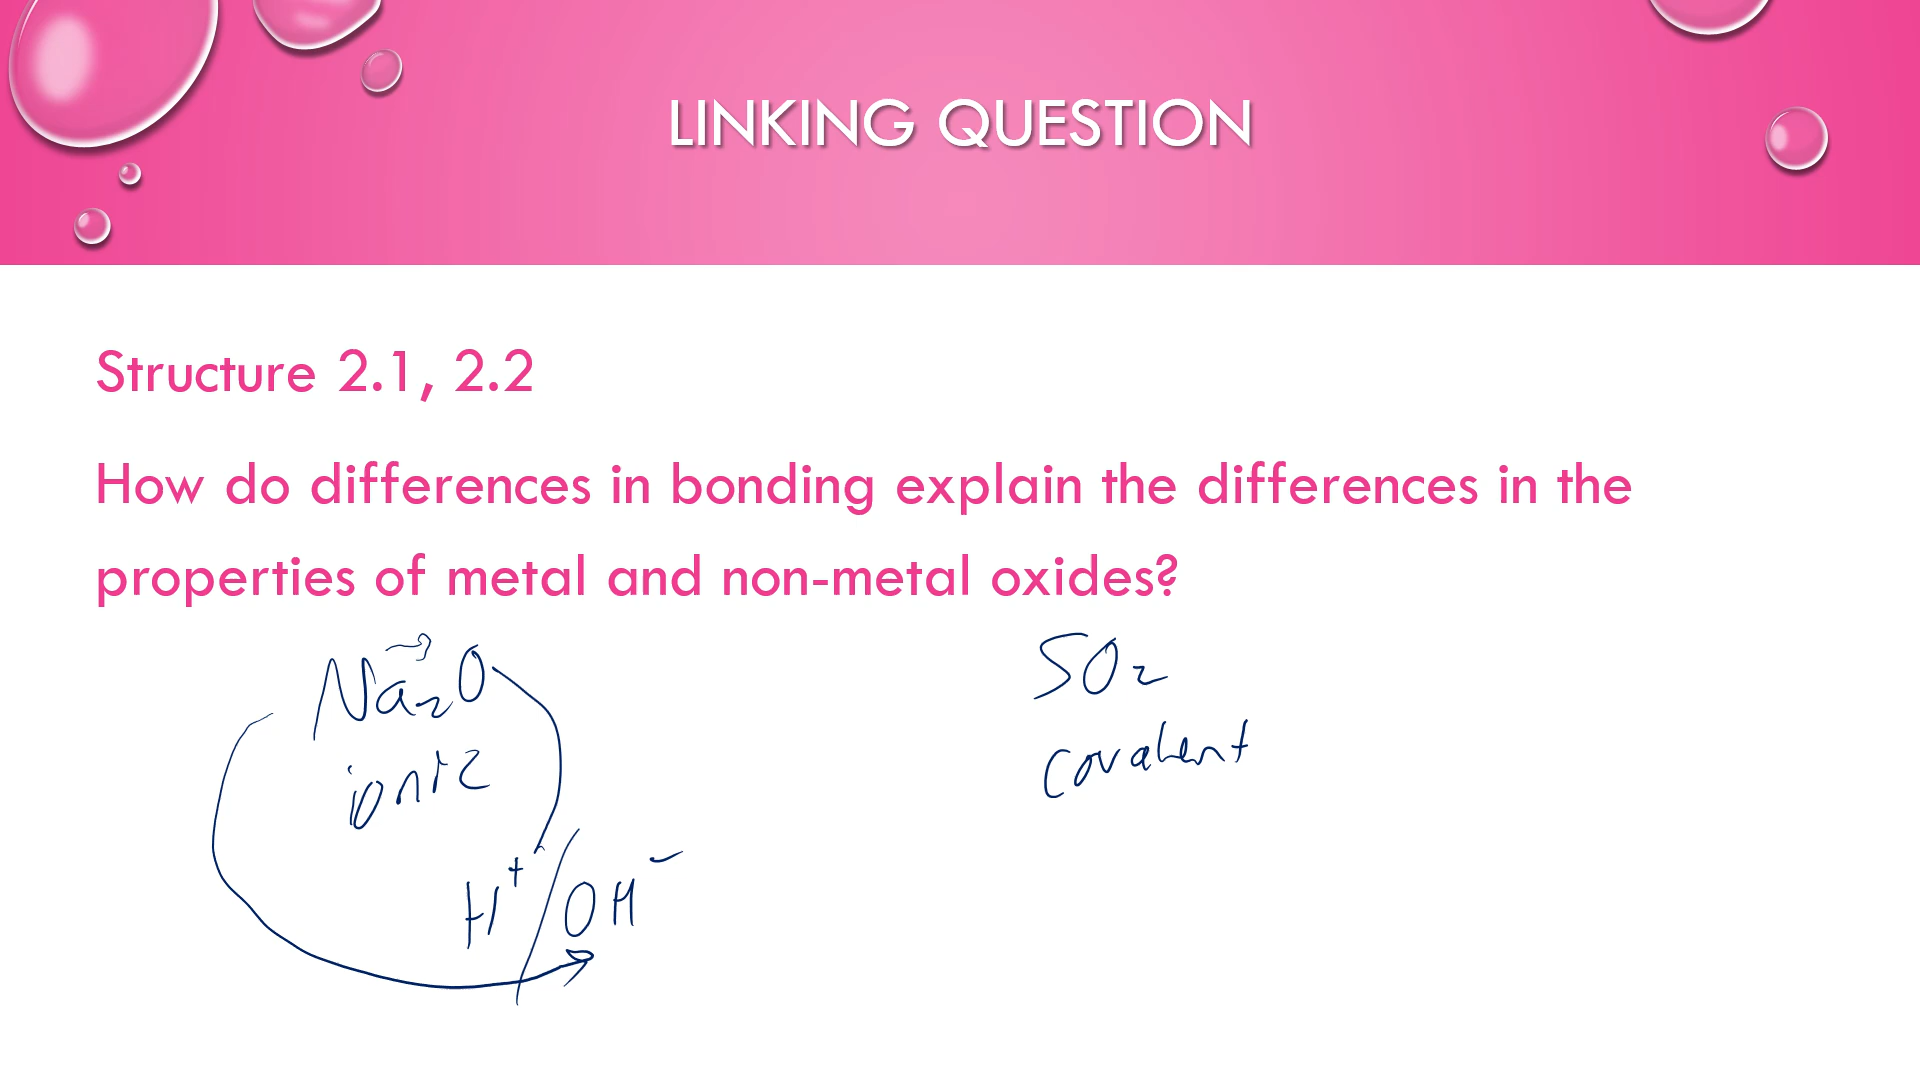 LINKING QUESTION
Structure 2.1, 2.2
How do differences in bonding explain the differences in the
properties of metal and non-metal oxides?
Na₂O
SO₂
ionic
covalent
H⁺/OH⁻